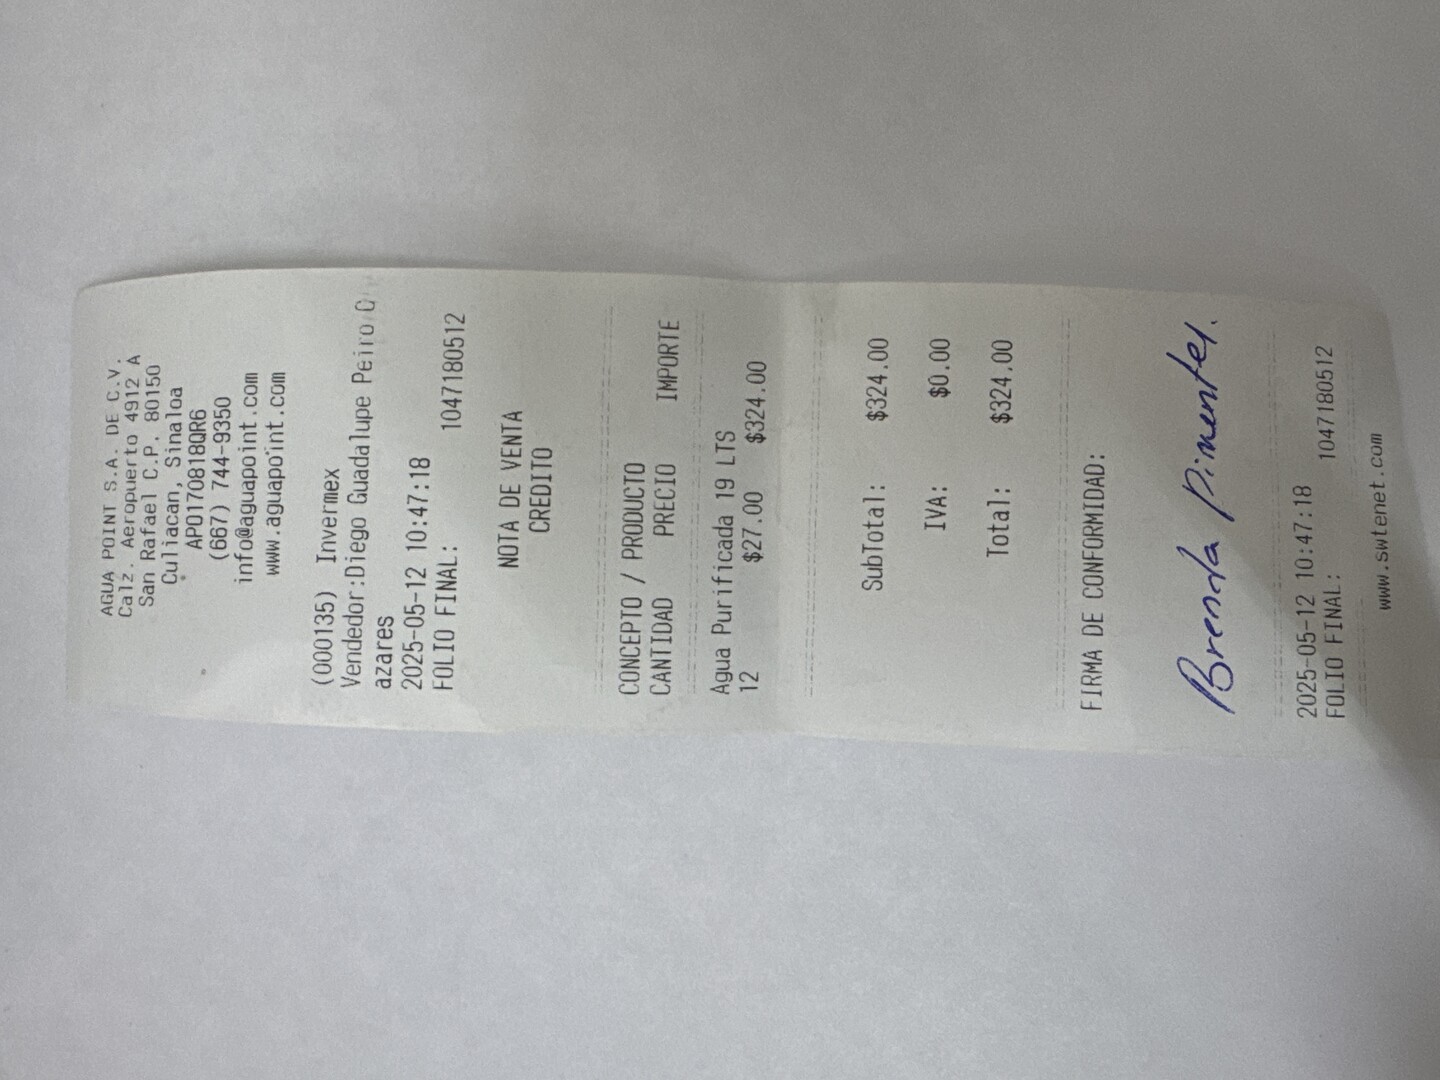 AGUA POINT S.A. DE C.V.
Calz. Aeropuerto 4912 A
San Rafael C.P. 80150
Culiacan, Sinaloa
APO170818QR6
(667) 744-9350
info@aguapoint.com
www.aguapoint.com
(000135) Invermex
Vendedor:Diego Guadalupe Peiro
azares
2025-05-12 10:47:18
FOLIO FINAL: 1047180512
NOTA DE VENTA
CREDITO
CONCEPTO / PRODUCTO
CANTIDAD PRECIO IMPORTE
Agua Purificada 19 LTS
12 $27.00 $324.00
SubTotal: $324.00
IVA: $0.00
Total: $324.00
FIRMA DE CONFORMIDAD:
Brenda Pimentel.
2025-05-12 10:47:18
FOLIO FINAL: 1047180512
www.swtenet.com